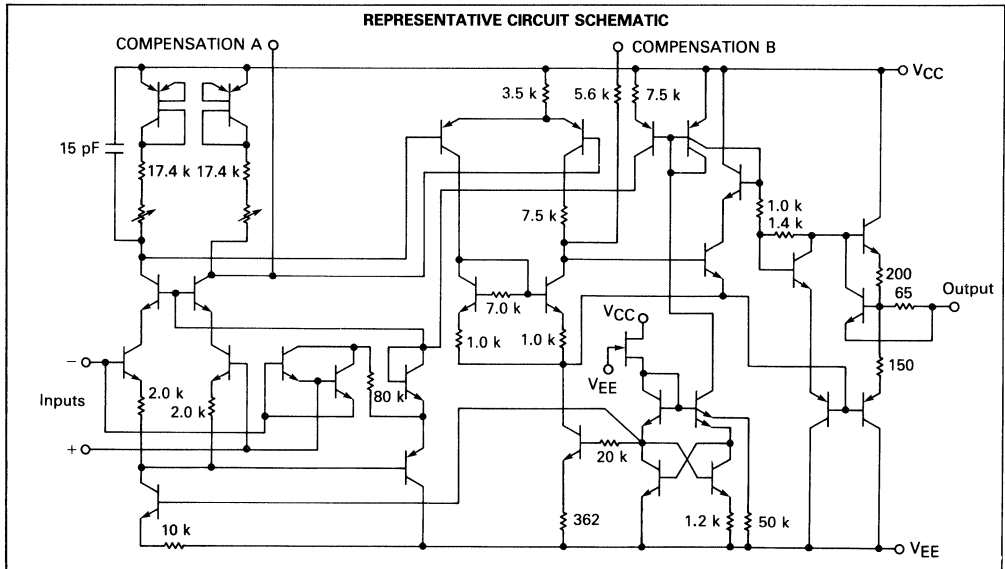 REPRESENTATIVE CIRCUIT SCHEMATIC
COMPENSATION A
COMPENSATION B
VCC
3.5 k
5.6 k
7.5 k
15 pF
17.4 k
17.4 k
1.0 k
7.5 k
1.4 k
200
65
Output
7.0 k
VCC
1.0 k
1.0 k
−
VEE
150
Inputs
2.0 k
2.0 k
80 k
+
20 k
362
1.2 k
50 k
10 k
VEE